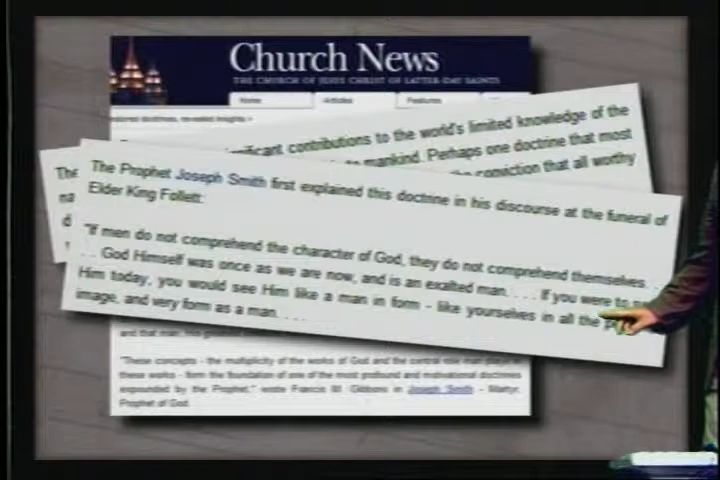 Church News
THE CHURCH OF JESUS CHRIST OF LATTER-DAY SAINTS
Home Articles Features
doctrines, revealed insights >
ificant contributions to the world's limited knowledge of the
to mankind. Perhaps one doctrine that most
conviction that all worthy
The
na
d
The Prophet Joseph Smith first explained this doctrine in his discourse at the funeral of
Elder King Follett:
"If men do not comprehend the character of God, they do not comprehend themselves. .
. . God Himself was once as we are now, and is an exalted man. . . . If you were to
Him today, you would see Him like a man in form - like yourselves in all the
image, and very form as a man. . . .
and that man, his greatest
"These concepts - the multiplicity of the works of God and the central role man
these works - form the foundation of one of the most profound and motivational doctrines
expounded by the Prophet." wrote Francis M. Gibbons in Joseph Smith - Martyr,
Prophet of God.